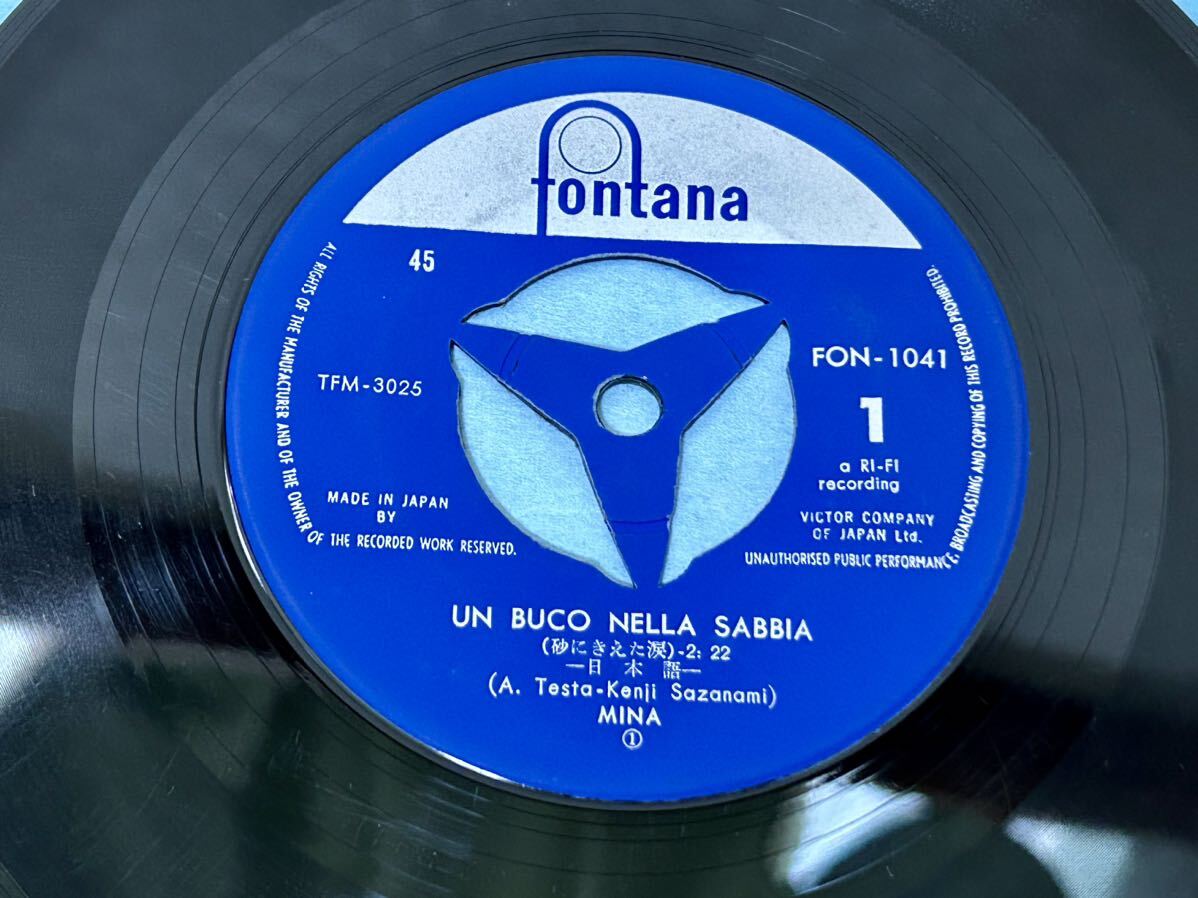 fontana
45
FON-1041
TFM-3025
1
a RI-FI
recording
MADE IN JAPAN
BY
VICTOR COMPANY
OF JAPAN Ltd.
ALL RIGHTS OF THE MANUFACTURER AND OF THE OWNER OF THE RECORDED WORK RESERVED.
UNAUTHORISED PUBLIC PERFORMANCE, BROADCASTING AND COPYING OF THIS RECORD PROHIBITED.
UN BUCO NELLA SABBIA
(砂にきえた涙)-2: 22
—日本語—
(A. Testa-Kenji Sazanami)
MINA
①